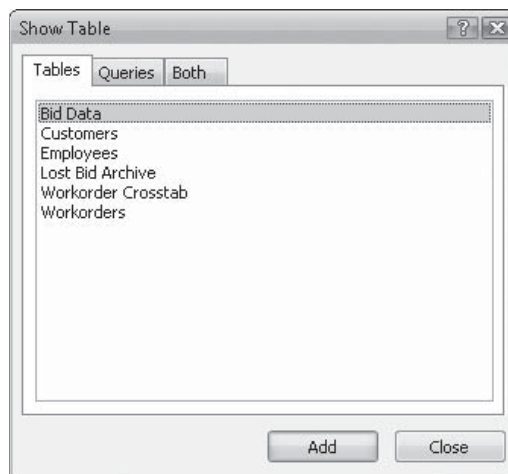 Show Table
Tables Queries Both
Bid Data
Customers
Employees
Lost Bid Archive
Workorder Crosstab
Workorders
Add Close